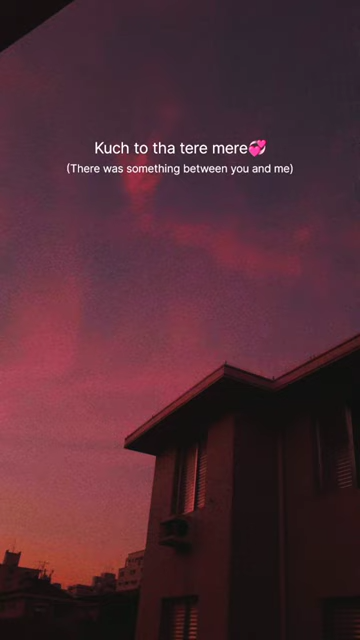 Kuch to tha tere mere💞
(There was something between you and me)